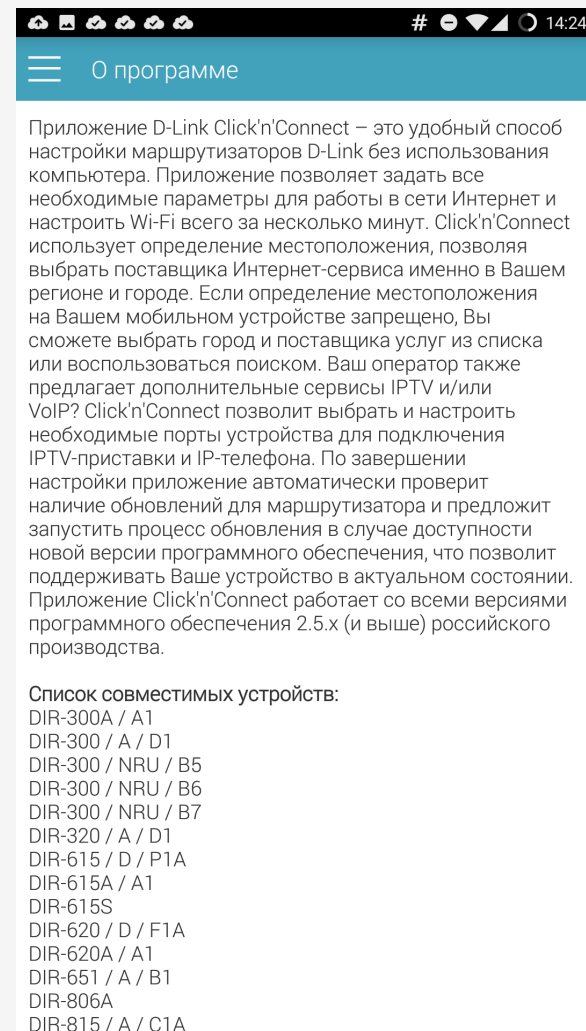 # 14:24
О программе
Приложение D-Link Click'n'Connect – это удобный способ
настройки маршрутизаторов D-Link без использования
компьютера. Приложение позволяет задать все
необходимые параметры для работы в сети Интернет и
настроить Wi-Fi всего за несколько минут. Click'n'Connect
использует определение местоположения, позволяя
выбрать поставщика Интернет-сервиса именно в Вашем
регионе и городе. Если определение местоположения
на Вашем мобильном устройстве запрещено, Вы
сможете выбрать город и поставщика услуг из списка
или воспользоваться поиском. Ваш оператор также
предлагает дополнительные сервисы IPTV и/или
VoIP? Click'n'Connect позволит выбрать и настроить
необходимые порты устройства для подключения
IPTV-приставки и IP-телефона. По завершении
настройки приложение автоматически проверит
наличие обновлений для маршрутизатора и предложит
запустить процесс обновления в случае доступности
новой версии программного обеспечения, что позволит
поддерживать Ваше устройство в актуальном состоянии.
Приложение Click'n'Connect работает со всеми версиями
программного обеспечения 2.5.x (и выше) российского
производства.
Список совместимых устройств:
DIR-300A / A1
DIR-300 / A / D1
DIR-300 / NRU / B5
DIR-300 / NRU / B6
DIR-300 / NRU / B7
DIR-320 / A / D1
DIR-615 / D / P1A
DIR-615A / A1
DIR-615S
DIR-620 / D / F1A
DIR-620A / A1
DIR-651 / A / B1
DIR-806A
DIR-815 / A / C1A